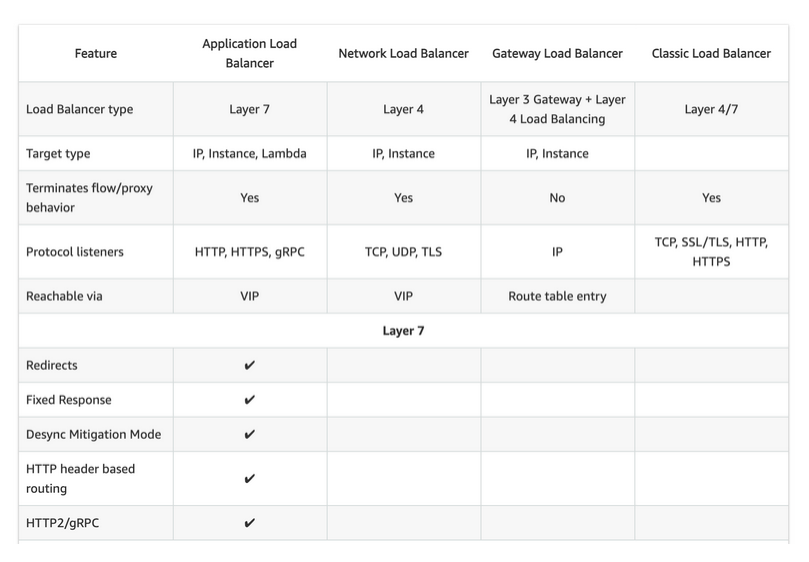 Feature
Application Load
Balancer
Network Load Balancer
Gateway Load Balancer
Classic Load Balancer
Load Balancer type
Layer 7
Layer 4
Layer 3 Gateway + Layer
4 Load Balancing
Layer 4/7
Target type
IP, Instance, Lambda
IP, Instance
IP, Instance
Terminates flow/proxy
behavior
Yes
Yes
No
Yes
Protocol listeners
HTTP, HTTPS, gRPC
TCP, UDP, TLS
IP
TCP, SSL/TLS, HTTP,
HTTPS
Reachable via
VIP
VIP
Route table entry
Layer 7
Redirects
✔
Fixed Response
✔
Desync Mitigation Mode
✔
HTTP header based
routing
✔
HTTP2/gRPC
✔